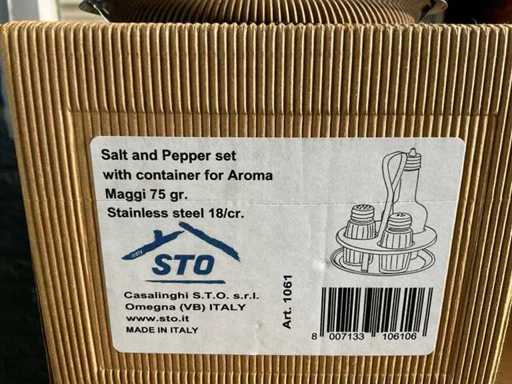 Salt and Pepper set
with container for Aroma
Maggi 75 gr.
Stainless steel 18/cr.
italy
STO
Casalinghi S.T.O. s.r.l.
Omegna (VB) ITALY
www.sto.it
MADE IN ITALY
Art. 1061
8 007133 106106